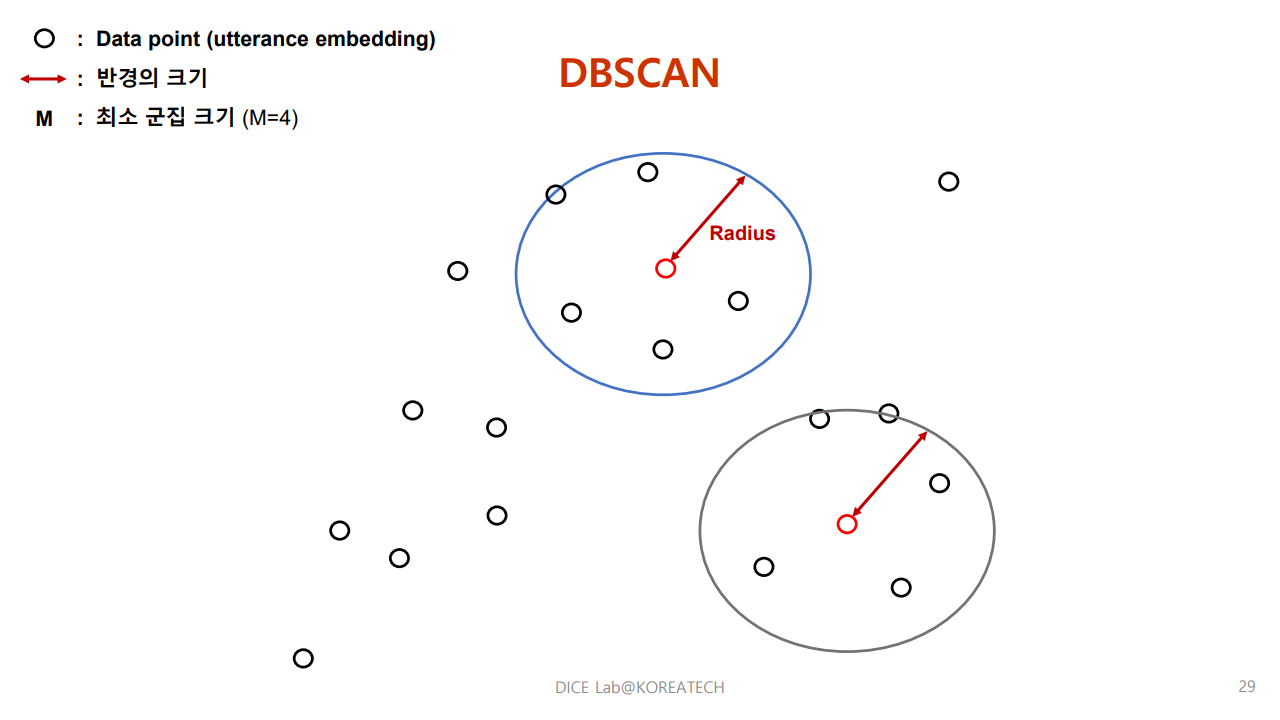 : Data point (utterance embedding)
: 반경의 크기
M : 최소 군집 크기 (M=4)
DBSCAN
Radius
DICE Lab@KOREATECH
29